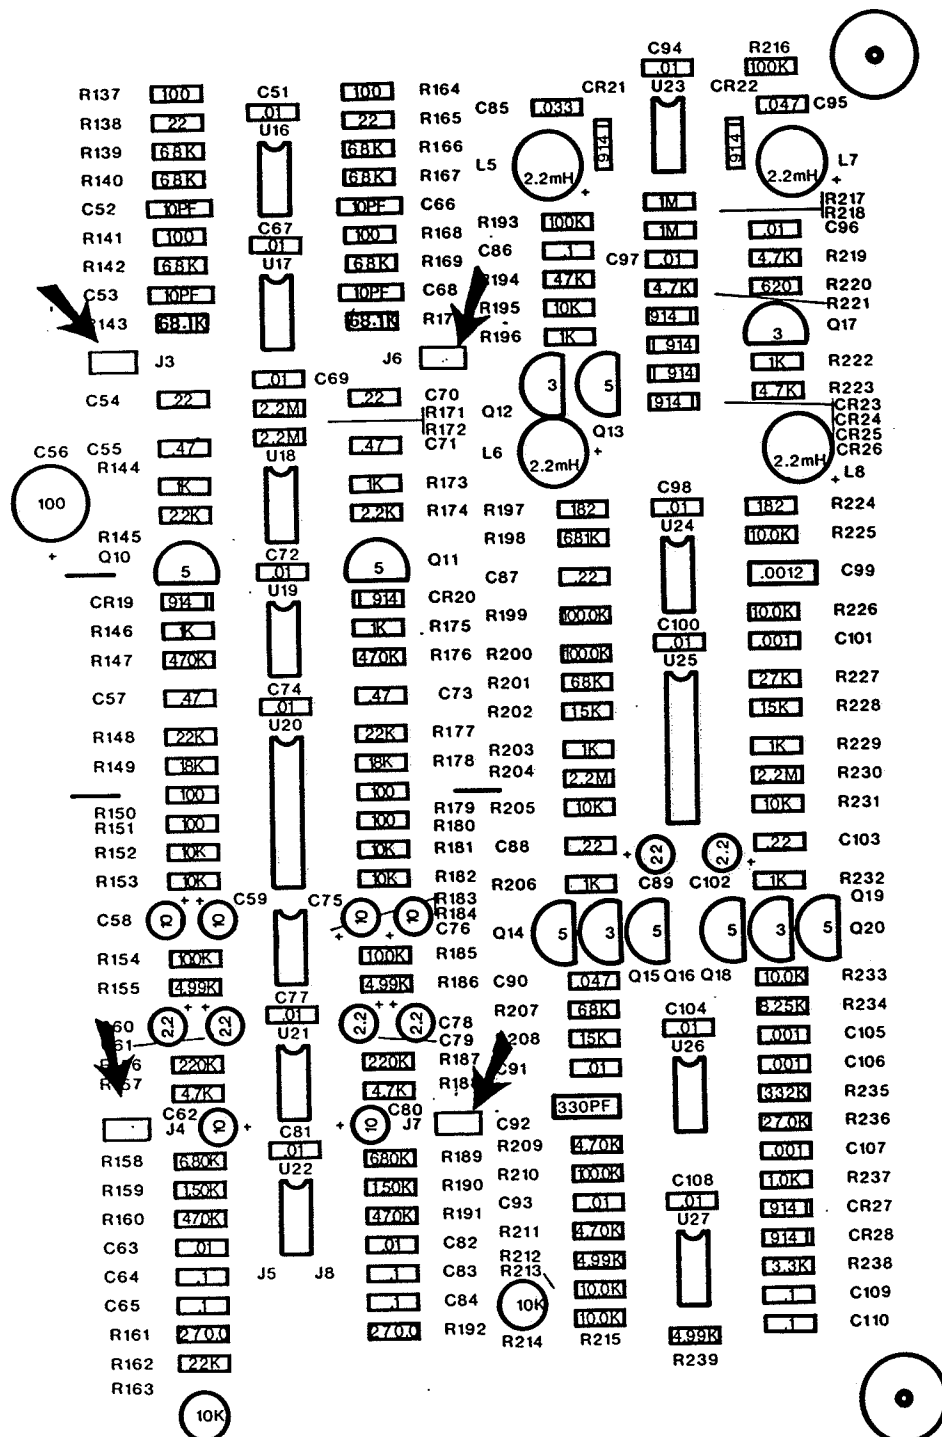 R137 100
R138 22
R139 68K
R140 68K
C52 10PF
R141 100
R142 68K
C53 10PF
R143 68.1K
J3
C54 .22
C55 .47
C56 100 +
R144 1K
R145 2.2K
Q10 5
CR19 914
R146 1K
R147 470K
C57 .47
R148 22K
R149 18K
R150 100
R151 100
R152 10K
R153 10K
C58 10 +
C59 10 +
R154 100K
R155 4.99K
60 2.2 +
61 2.2 +
220K
57 4.7K
J4
C62 10 +
R158 6.80K
R159 1.50K
R160 470K
C63 .01
C64 .1
C65 .1
R161 270.0
R162 22K
R163 10K
C51 .01
U16
C67 .01
U17
C69 .01
2.2M
2.2M
U18
C72 .01
U19
C74 .01
U20
C77 .01
U21
C81 .01
U22
J5 J8
R164 100
R165 22
R166 68K
R167 68K
C66 10PF
R168 100
R169 68K
C68 10PF
R17 68.1K
J6
C70 .22
R171
R172
C71 .47
R173 1K
R174 2.2K
Q11 5
CR20 914
R175 1K
R176 470K
C73 .47
R177 22K
R178 18K
R179 100
R180 100
R181 10K
R182 10K
R183
R184
C75 10 +
C76 10 +
R185 100K
R186 4.99K
C78 2.2 +
C79 2.2 +
R187 220K
R18 4.7K
C80 10 +
J7
R189 680K
R190 1.50K
R191 470K
C82 .01
C83 .1
C84 .1
R192 270.0
C85 .033
CR21 914
L5 2.2mH +
R193 100K
C86 .1
194 47K
R195 10K
R196 1K
Q12 3
Q13 5
L6 2.2mH +
R197 182
R198 681K
C87 .22
R199 100.0K
R200 100.0K
R201 68K
R202 15K
R203 1K
R204 2.2M
R205 10K
C88 .22
R206 1K
Q14 5 3 5
Q15 Q16 Q18
C90 .047
R207 68K
208 15K
C91 .01
C92 330PF
R209 4.70K
R210 100.0K
C93 .01
R211 4.70K
R212 4.99K
R213 10.0K
10.0K
R214 10K
R215
C94 .01
U23
1M
1M
C97 .01
4.7K
914
914
914
914
C98 .01
U24
C100 .01
U25
C89 22 +
C102 2.2 +
C104 .01
U26
C108 .01
U27
4.99K
R239
R216 100K
CR22 914
.047 C95
L7 2.2mH +
R217
R218
C96 .01
R219 4.7K
R220 620
R221
Q17 3
R222 1K
R223 4.7K
CR23
CR24
CR25
CR26
L8 2.2mH +
R224 182
R225 10.0K
C99 .0012
R226 10.0K
C101 .001
R227 27K
R228 15K
R229 1K
R230 2.2M
R231 10K
C103 .22
R232 1K
Q19
Q20 5 3 5
R233 10.0K
R234 8.25K
C105 .001
C106 .001
R235 332K
R236 27.0K
C107 .001
R237 1.0K
CR27 914
CR28 914
R238 3.3K
C109 .1
C110 .1